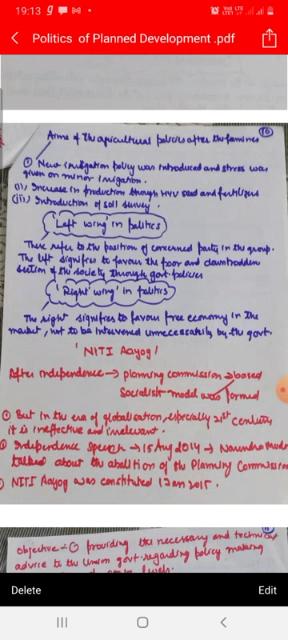 19:13
Politics of Planned Development .pdf
Aims of the agricultural policies after the famines
① New irrigation policy was introduced and stress was
given on minor irrigation.
(ii) Increase in production through HYV seed and fertilizers
(iii) Introduction of soil survey.
'Left wing' in politics
These refer to the position of concerned party in the group.
The left signifies to favour the poor and downtrodden
section of the society through govt policies
'Right wing' in politics
The right signifies to favour free economy in the
market, not to be intervened unnecessarily by the govt.
'NITI Aayog'
After independence → planning commission → based
Socialist model was formed
① But in the era of globalisation, especially 21st century
it is ineffective and irrelevant.
② Independence Speech → 15 Aug 2014 → Narendra Modi
talked about the abolition of the Planning Commission
NITI Aayog was constituted 1 Jan 2015.
objective - ① providing the necessary and technical
advice to the Union govt. regarding policy making
levels.
Delete
Edit